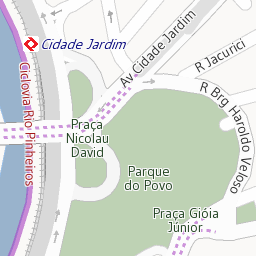 Cidade Jardim
Av Cidade Jardim
R Jacurici
R Brg Haroldo Veloso
Ciclovia Rio Pinheiros
Praça
Nicolau
David
Parque
do Povo
Praça Gióia
Júnior